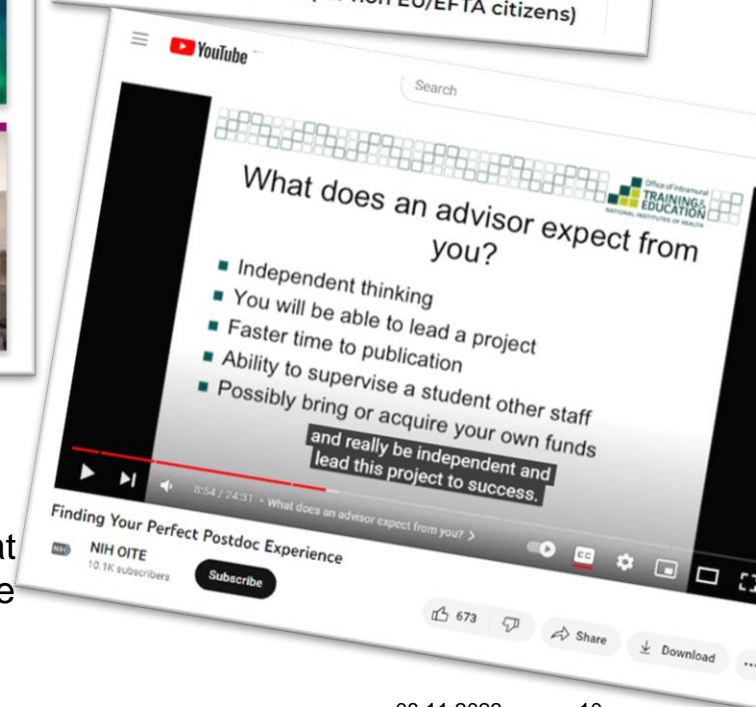 non EU/EFTA citizens)
YouTube
Search
Office of Intramural
TRAINING&
EDUCATION
NATIONAL INSTITUTES OF HEALTH
What does an advisor expect from
you?
Independent thinking
You will be able to lead a project
Faster time to publication
Ability to supervise a student other staff
Possibly bring or acquire your own funds
and really be independent and
lead this project to success.
8:54 / 24:31 • What does an advisor expect from you? >
CC
Finding Your Perfect Postdoc Experience
NIH
NIH OITE
10.1K subscribers
Subscribe
673
Share
Download
...
at
e